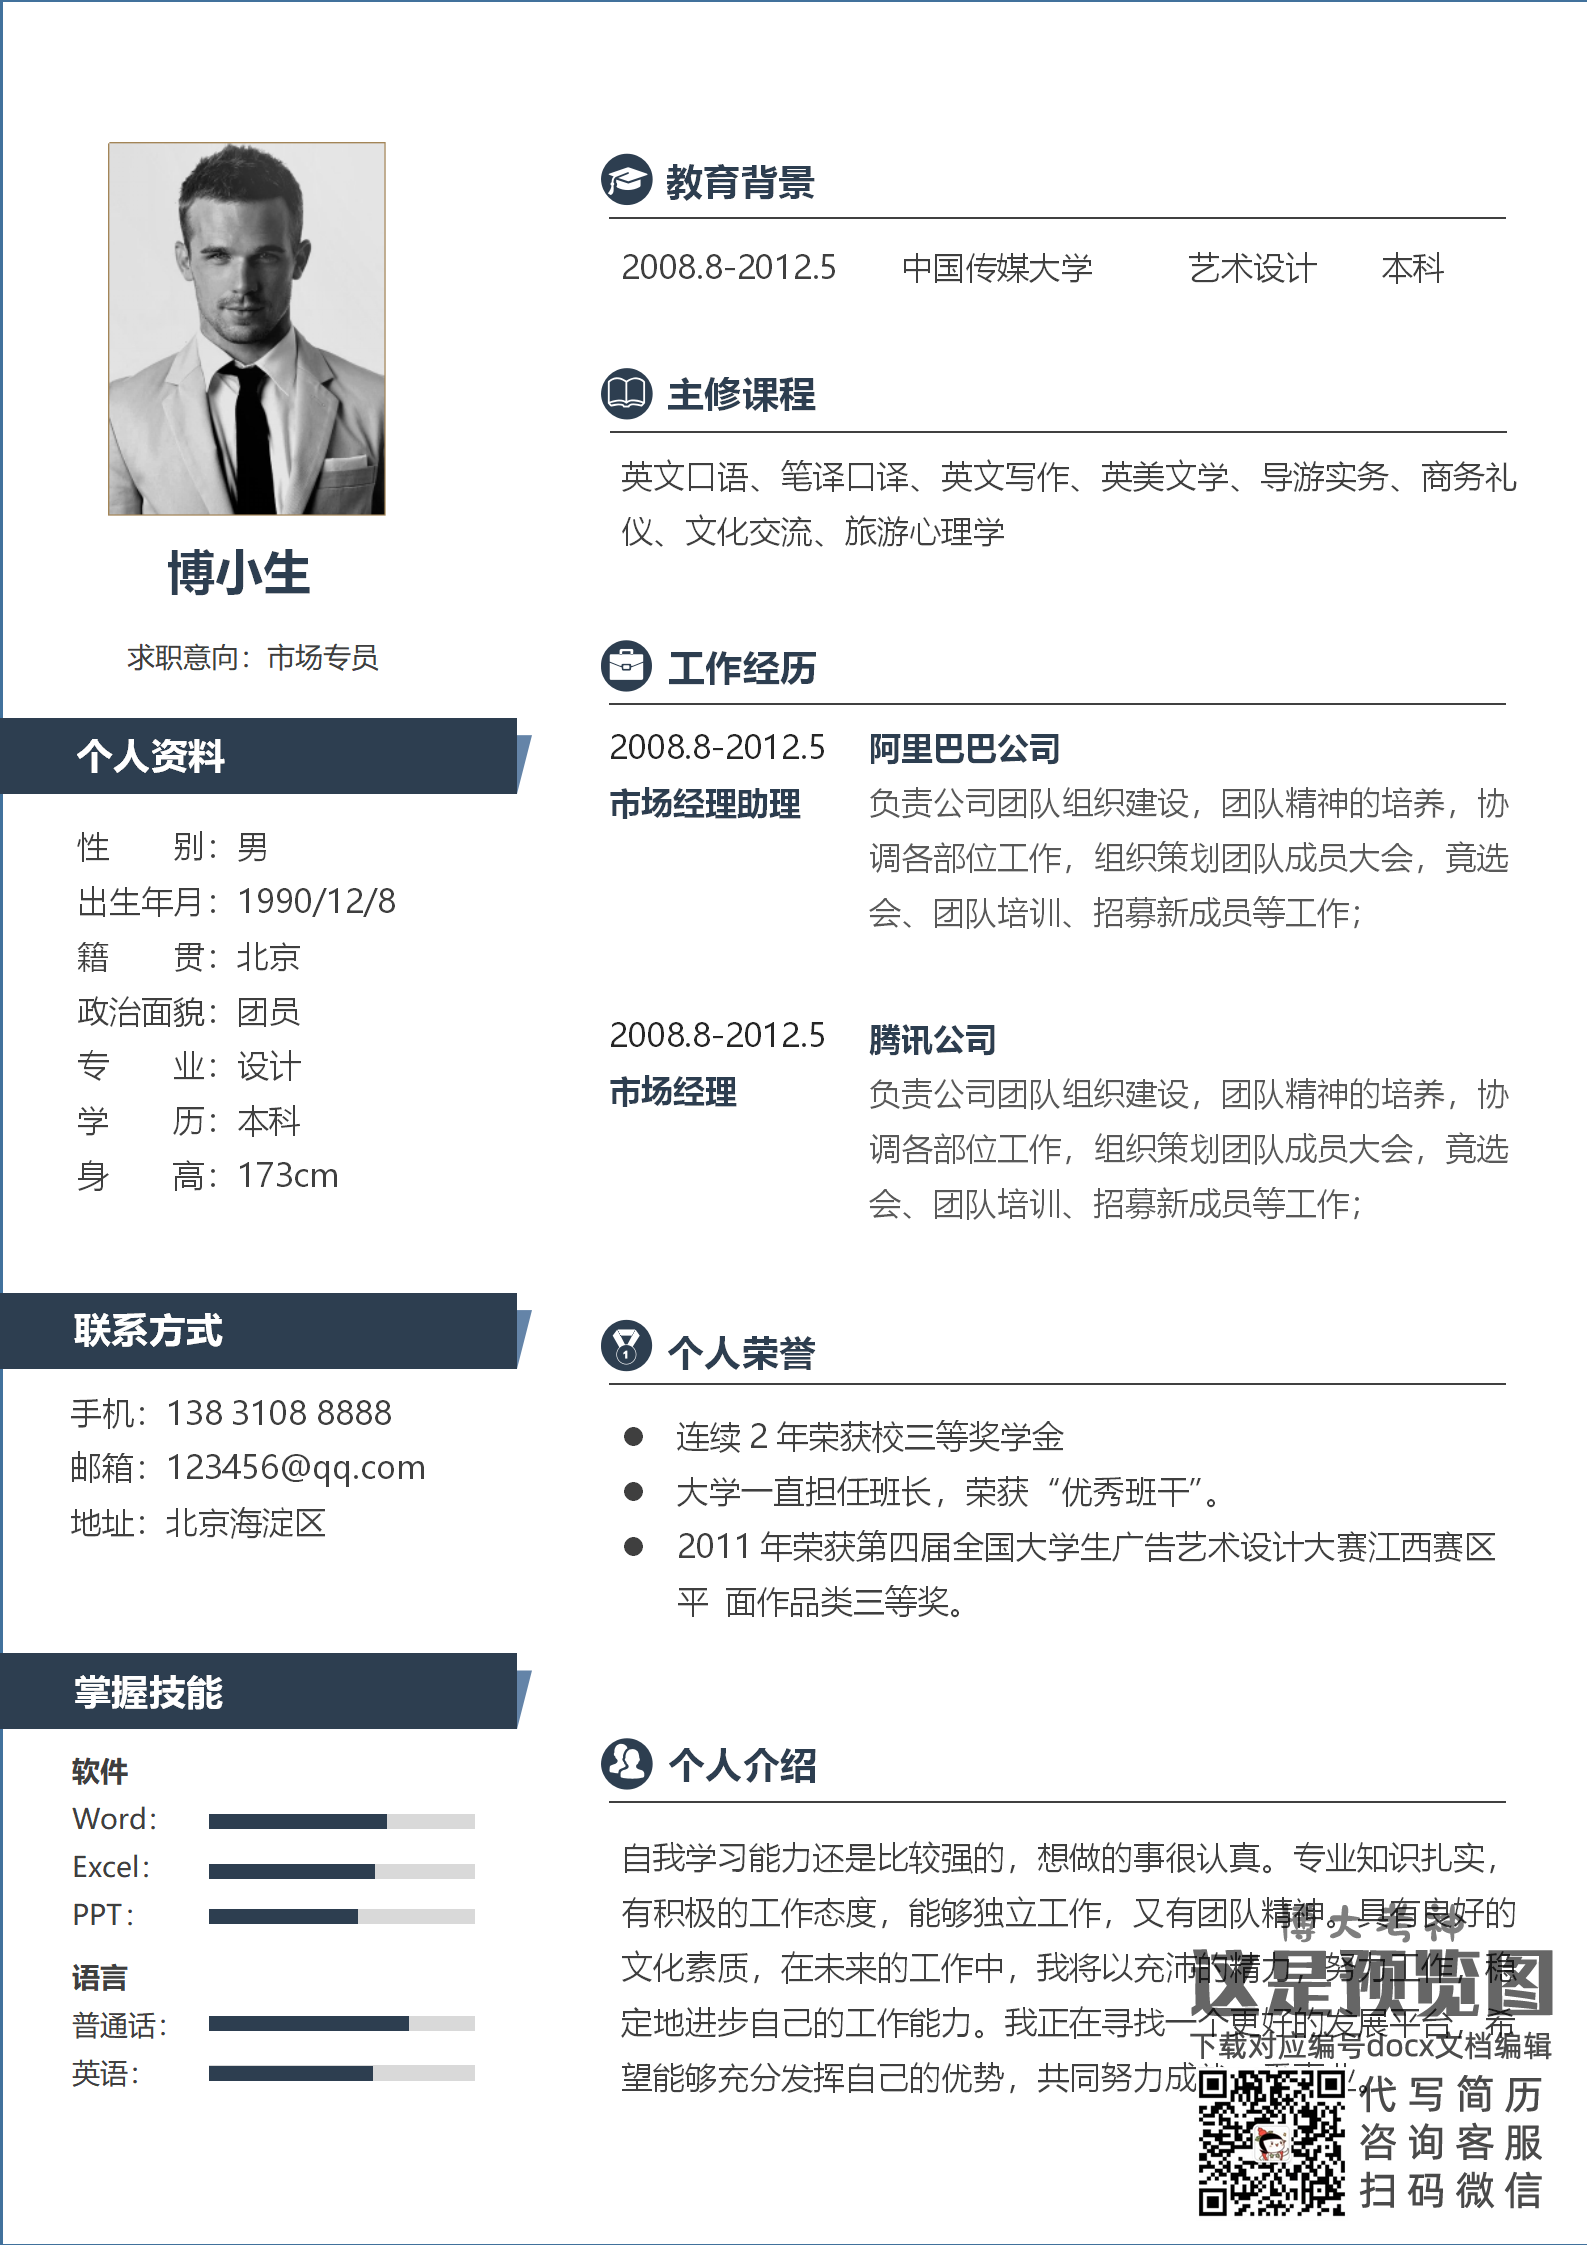 博小生
求职意向：市场专员
个人资料
性　　别：男
出生年月：1990/12/8
籍　　贯：北京
政治面貌：团员
专　　业：设计
学　　历：本科
身　　高：173cm
联系方式
手机：138 3108 8888
邮箱：123456@qq.com
地址：北京海淀区
掌握技能
软件
Word：
Excel：
PPT：
语言
普通话：
英语：
教育背景
2008.8-2012.5 中国传媒大学 艺术设计 本科
主修课程
英文口语、笔译口译、英文写作、英美文学、导游实务、商务礼
仪、文化交流、旅游心理学
工作经历
2008.8-2012.5 阿里巴巴公司
市场经理助理 负责公司团队组织建设，团队精神的培养，协
调各部位工作，组织策划团队成员大会，竟选
会、团队培训、招募新成员等工作；
2008.8-2012.5 腾讯公司
市场经理 负责公司团队组织建设，团队精神的培养，协
调各部位工作，组织策划团队成员大会，竟选
会、团队培训、招募新成员等工作；
个人荣誉
● 连续 2 年荣获校三等奖学金
● 大学一直担任班长，荣获“优秀班干”。
● 2011 年荣获第四届全国大学生广告艺术设计大赛江西赛区
平 面作品类三等奖。
个人介绍
自我学习能力还是比较强的，想做的事很认真。专业知识扎实，
有积极的工作态度，能够独立工作，又有团队精神。具有良好的
文化素质，在未来的工作中，我将以充沛的精力，努力工作，稳
定地进步自己的工作能力。我正在寻找一个更好的发展平台，希
望能够充分发挥自己的优势，共同努力成
博大考神
这是预览图
下载对应编号docx文档编辑
代写简历
咨询客服
扫码微信